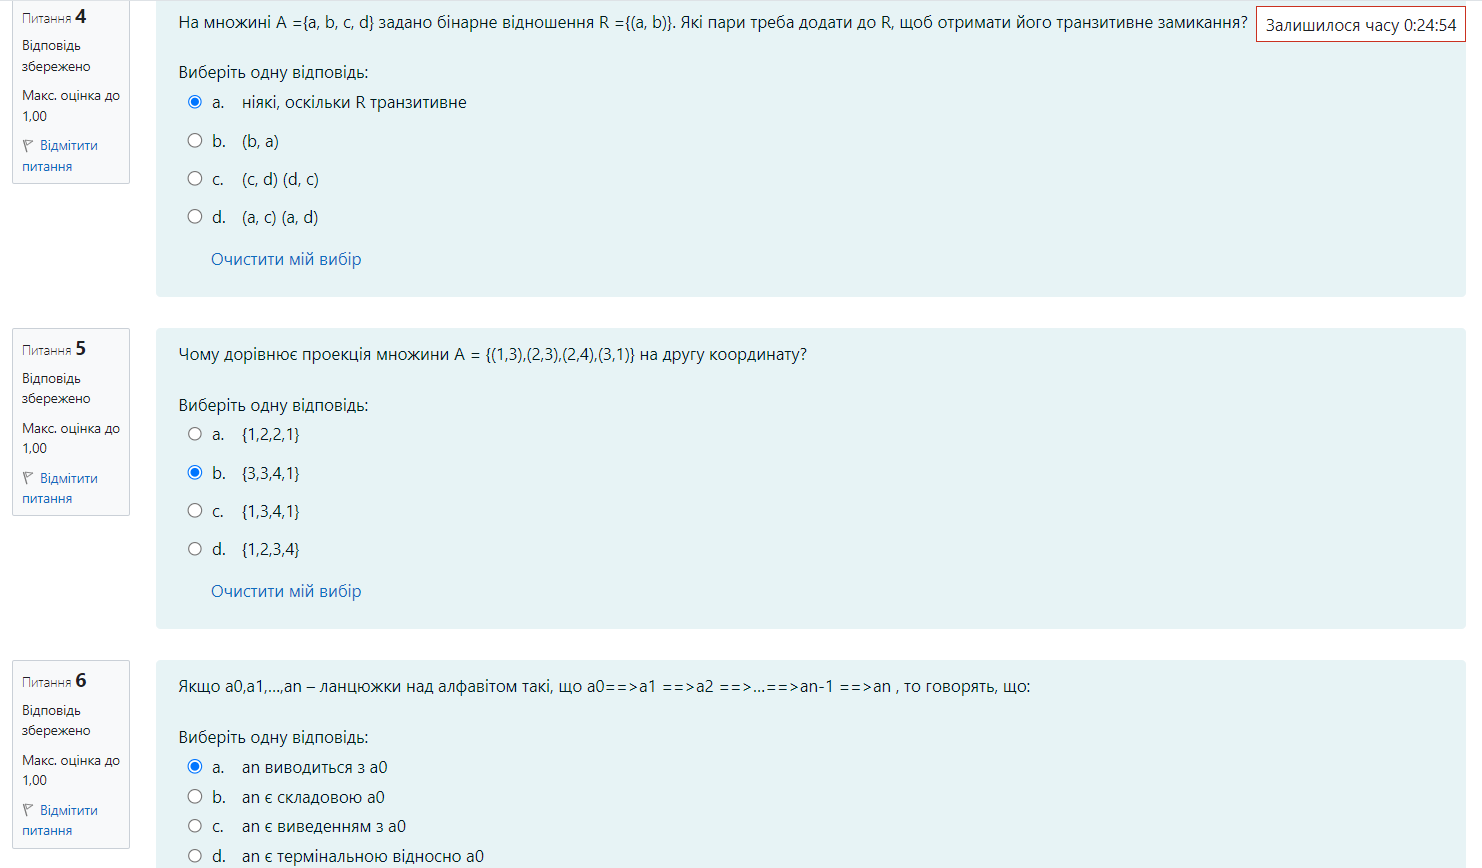 Питання 4
Відповідь
збережено
Макс. оцінка до
1,00
Відмітити
питання
На множині A ={a, b, c, d} задано бінарне відношення R ={(a, b)}. Які пари треба додати до R, щоб отримати його транзитивне замикання?
Залишилося часу 0:24:54
Виберіть одну відповідь:
a. ніякі, оскільки R транзитивне
b. (b, a)
c. (c, d) (d, c)
d. (a, c) (a, d)
Очистити мій вибір
Питання 5
Відповідь
збережено
Макс. оцінка до
1,00
Відмітити
питання
Чому дорівнює проекція множини A = {(1,3),(2,3),(2,4),(3,1)} на другу координату?
Виберіть одну відповідь:
a. {1,2,2,1}
b. {3,3,4,1}
c. {1,3,4,1}
d. {1,2,3,4}
Очистити мій вибір
Питання 6
Відповідь
збережено
Макс. оцінка до
1,00
Відмітити
питання
Якщо a0,a1,...,an – ланцюжки над алфавітом такі, що a0==>a1 ==>a2 ==>...==>an-1 ==>an , то говорять, що:
Виберіть одну відповідь:
a. an виводиться з a0
b. an є складовою a0
c. an є виведенням з a0
d. an є термінальною відносно a0